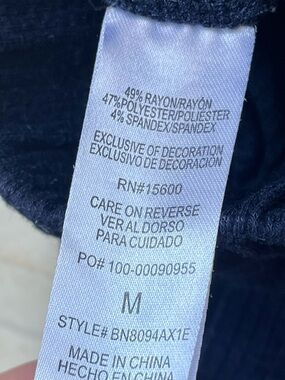 49% RAYON/RAYÓN
47%POLYESTER/POLIESTER
4% SPANDEX/SPANDEX
EXCLUSIVE OF DECORATION
EXCLUSIVO DE DECORACIÓN
RN#15600
CARE ON REVERSE
VER AL DORSO
PARA CUIDADO
PO# 100-00090955
M
STYLE# BN8094AX1E
MADE IN CHINA
HECHO EN CHINA